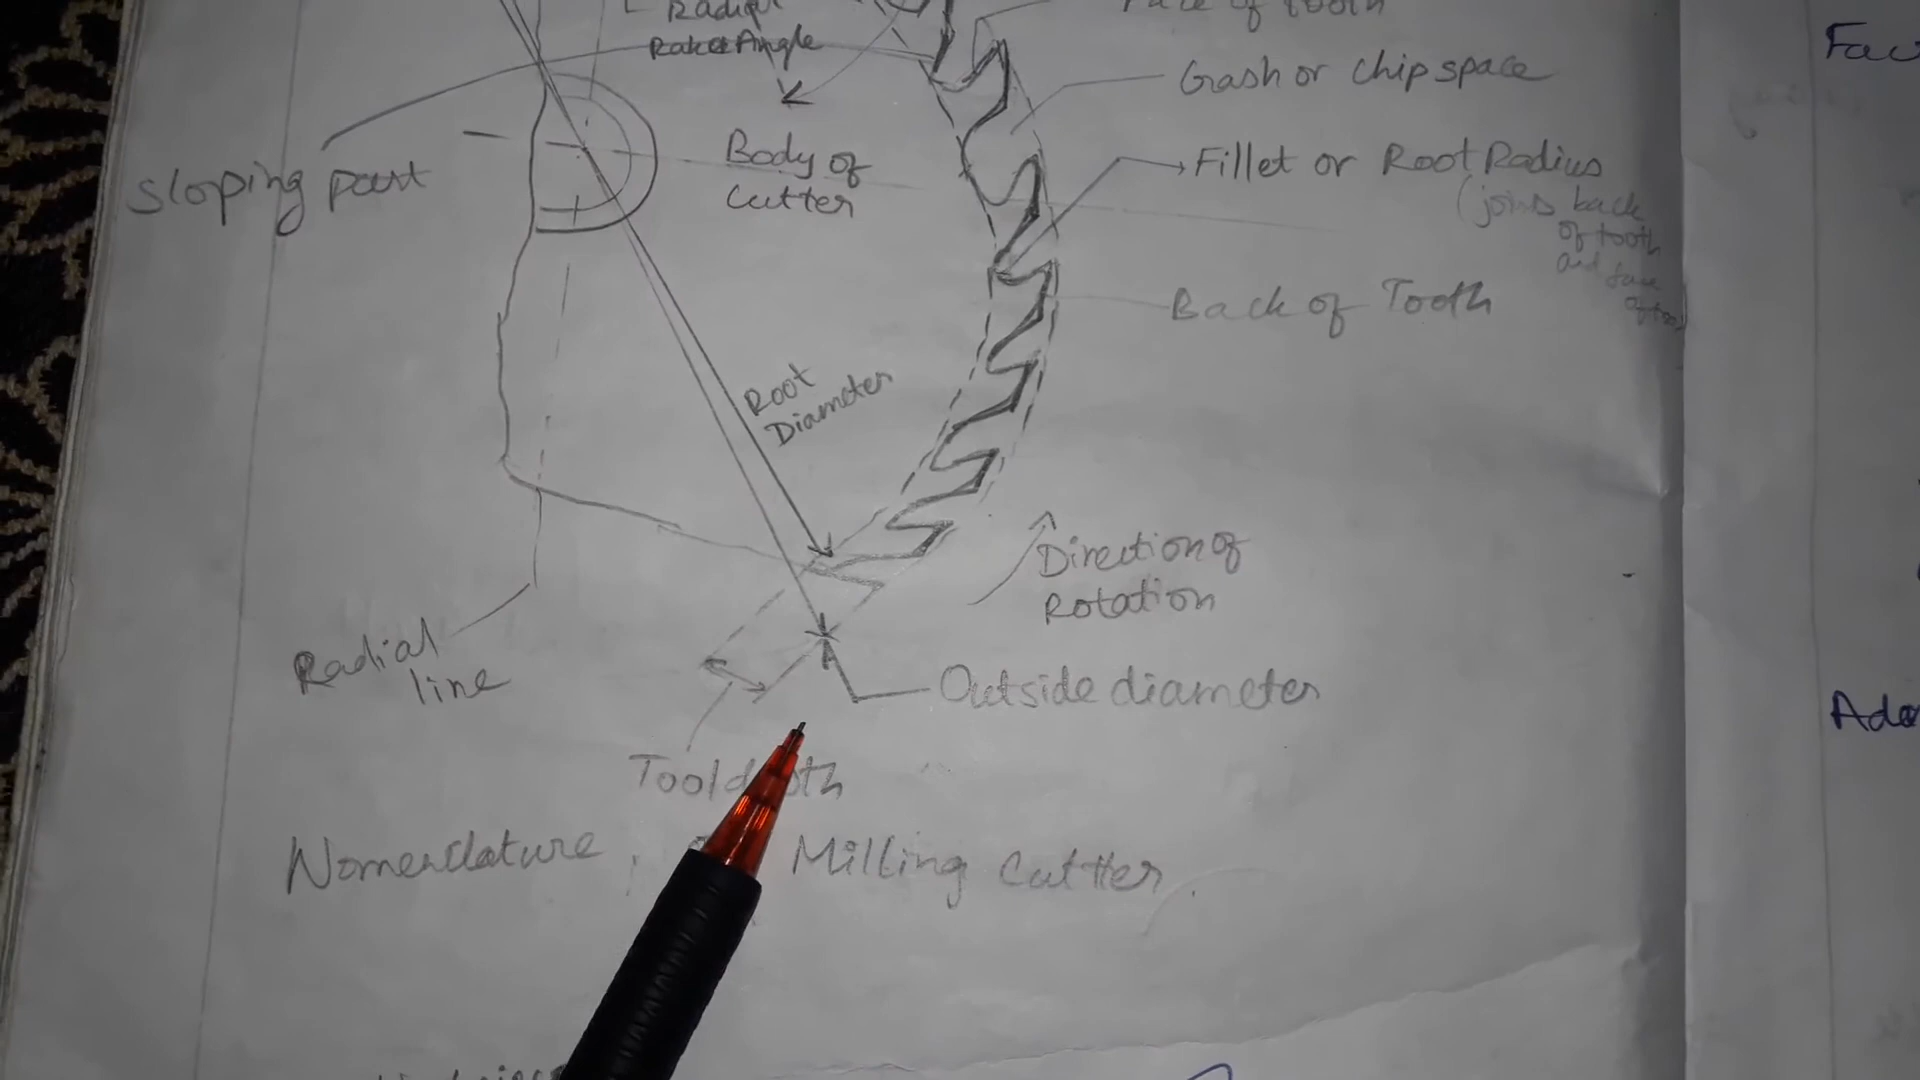 Radial
Rake Angle
Face of tooth
Gash or chip space
Fillet or Root Radius
(joins back
of tooth
and face
Back of Tooth
sloping part
Body of
Cutter
Root
Diameter
Direction of
Rotation
Radial
line
Outside diameter
Nomenclature
Milling Cutter.